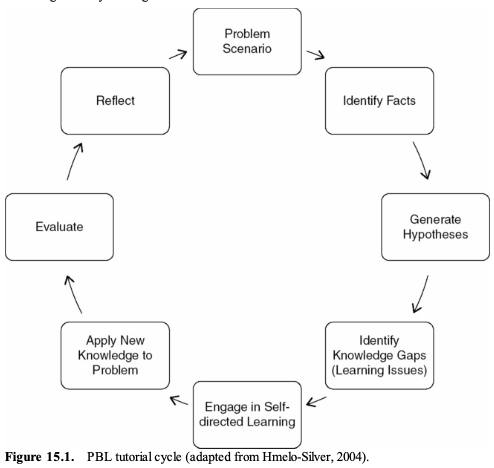 Problem
Scenario
Identify Facts
Generate
Hypotheses
Identify
Knowledge Gaps
(Learning Issues)
Engage in Self-
directed Learning
Apply New
Knowledge to
Problem
Evaluate
Reflect
Figure 15.1. PBL tutorial cycle (adapted from Hmelo-Silver, 2004).